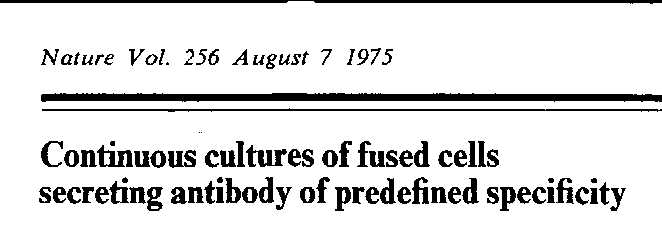 Nature Vol. 256 August 7 1975
Continuous cultures of fused cells
secreting antibody of predefined specificity